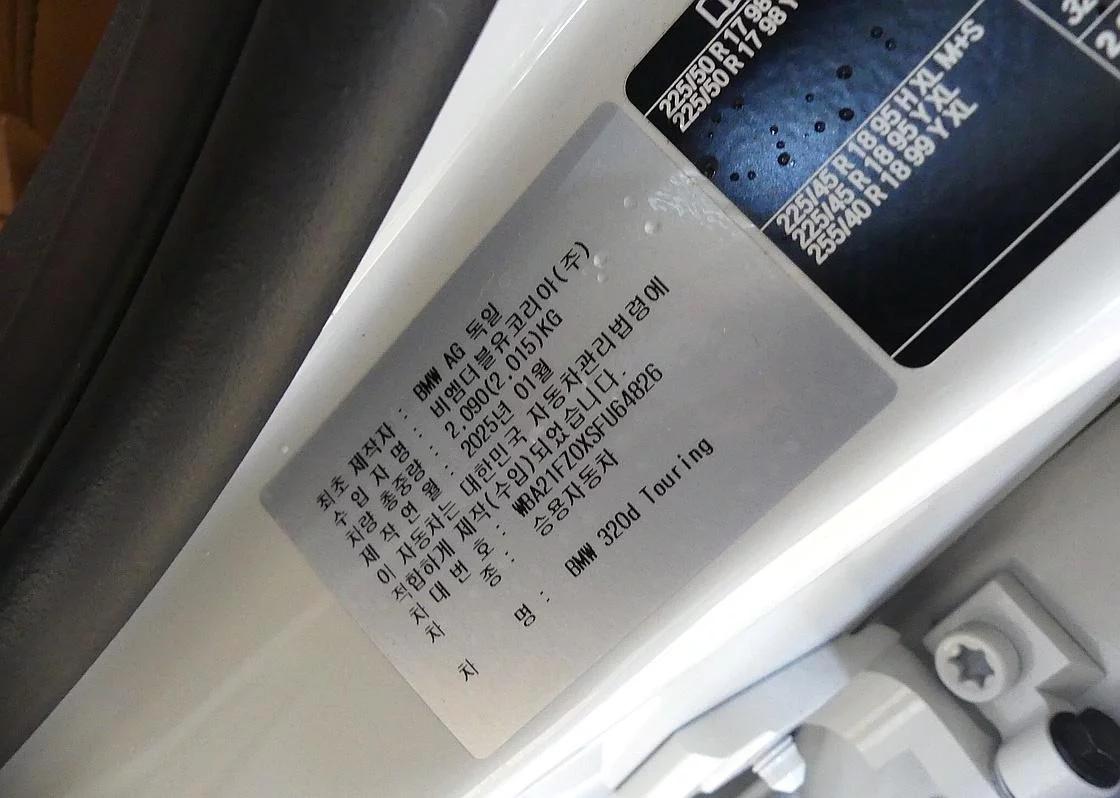 225/50 R 17 98
225/50 R 17 98 Y
225/45 R 18 95 H XL M+S
225/45 R 18 95 Y XL
255/40 R 18 99 Y XL
최초 제작자 : BMW AG 독일
수 입 자 명 : 비엠더블유코리아(주)
차량 총중량 : 2,090(2,015)KG
제 작 연 월 : 2025년 01월
이 자동차는 대한민국 자동차관리법령에
적합하게 제작(수입)되었습니다.
차 대 번 호 : WBA21FZ0XSFU64826
차 종 : 승용자동차
차 명 : BMW 320d Touring